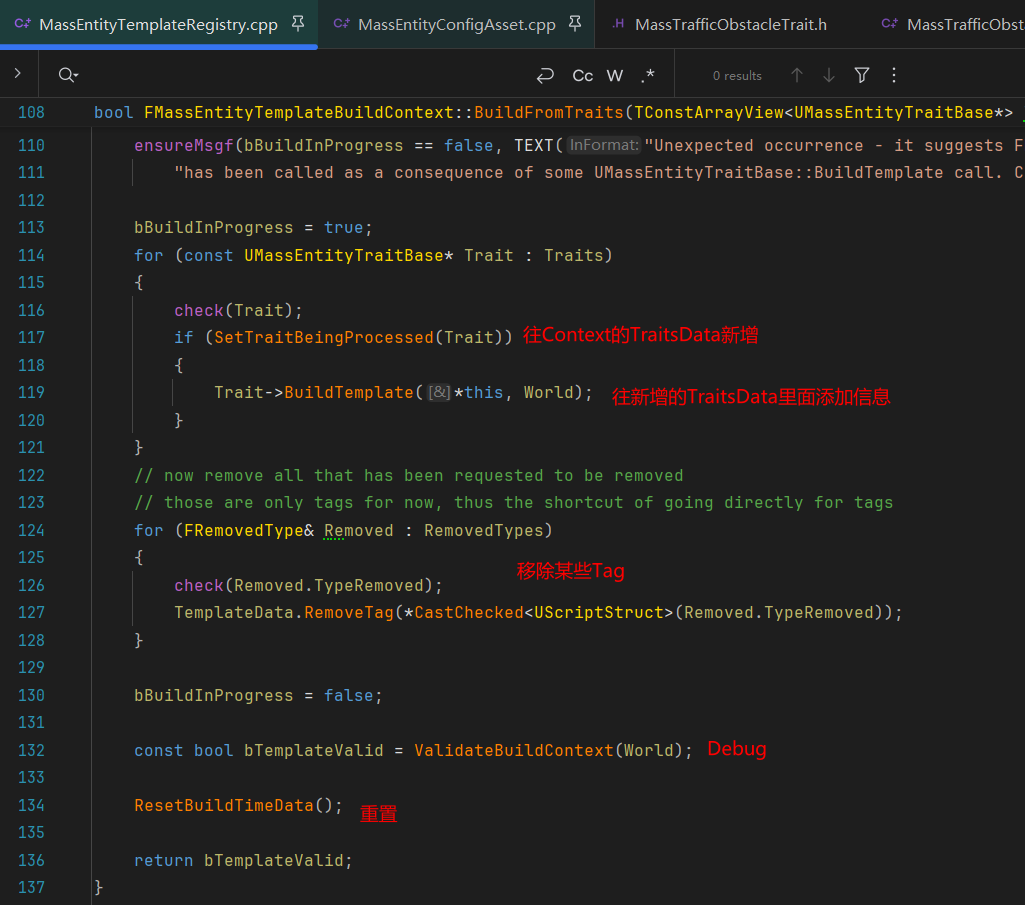 MassEntityTemplateRegistry.cpp MassEntityConfigAsset.cpp .H MassTrafficObstacleTrait.h MassTrafficObst
Cc W .* 0 results
108 bool FMassEntityTemplateBuildContext::BuildFromTraits(TConstArrayView<UMassEntityTraitBase*>
110 ensureMsgf(bBuildInProgress == false, TEXT(InFormat: "Unexpected occurrence - it suggests F
111 "has been called as a consequence of some UMassEntityTraitBase::BuildTemplate call. C
112
113 bBuildInProgress = true;
114 for (const UMassEntityTraitBase* Trait : Traits)
115 {
116 check(Trait);
117 if (SetTraitBeingProcessed(Trait)) 往Context的TraitsData新增
118 {
119 Trait->BuildTemplate([&]*this, World); 往新增的TraitsData里面添加信息
120 }
121 }
122 // now remove all that has been requested to be removed
123 // those are only tags for now, thus the shortcut of going directly for tags
124 for (FRemovedType& Removed : RemovedTypes)
125 {
移除某些Tag
126 check(Removed.TypeRemoved);
127 TemplateData.RemoveTag(*CastChecked<UScriptStruct>(Removed.TypeRemoved));
128 }
129
130 bBuildInProgress = false;
131
132 const bool bTemplateValid = ValidateBuildContext(World); Debug
133
134 ResetBuildTimeData(); 重置
135
136 return bTemplateValid;
137 }